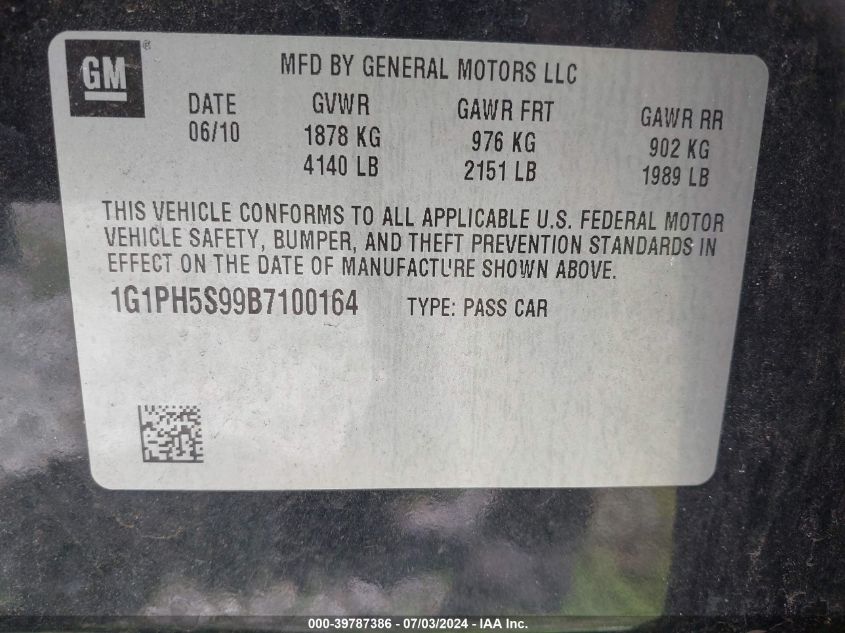 GM ®
MFD BY GENERAL MOTORS LLC
DATE GVWR GAWR FRT GAWR RR
06/10 1878 KG 976 KG 902 KG
4140 LB 2151 LB 1989 LB
THIS VEHICLE CONFORMS TO ALL APPLICABLE U.S. FEDERAL MOTOR
VEHICLE SAFETY, BUMPER, AND THEFT PREVENTION STANDARDS IN
EFFECT ON THE DATE OF MANUFACTURE SHOWN ABOVE.
1G1PH5S99B7100164 TYPE: PASS CAR
000-39787386 - 07/03/2024 - IAA Inc.